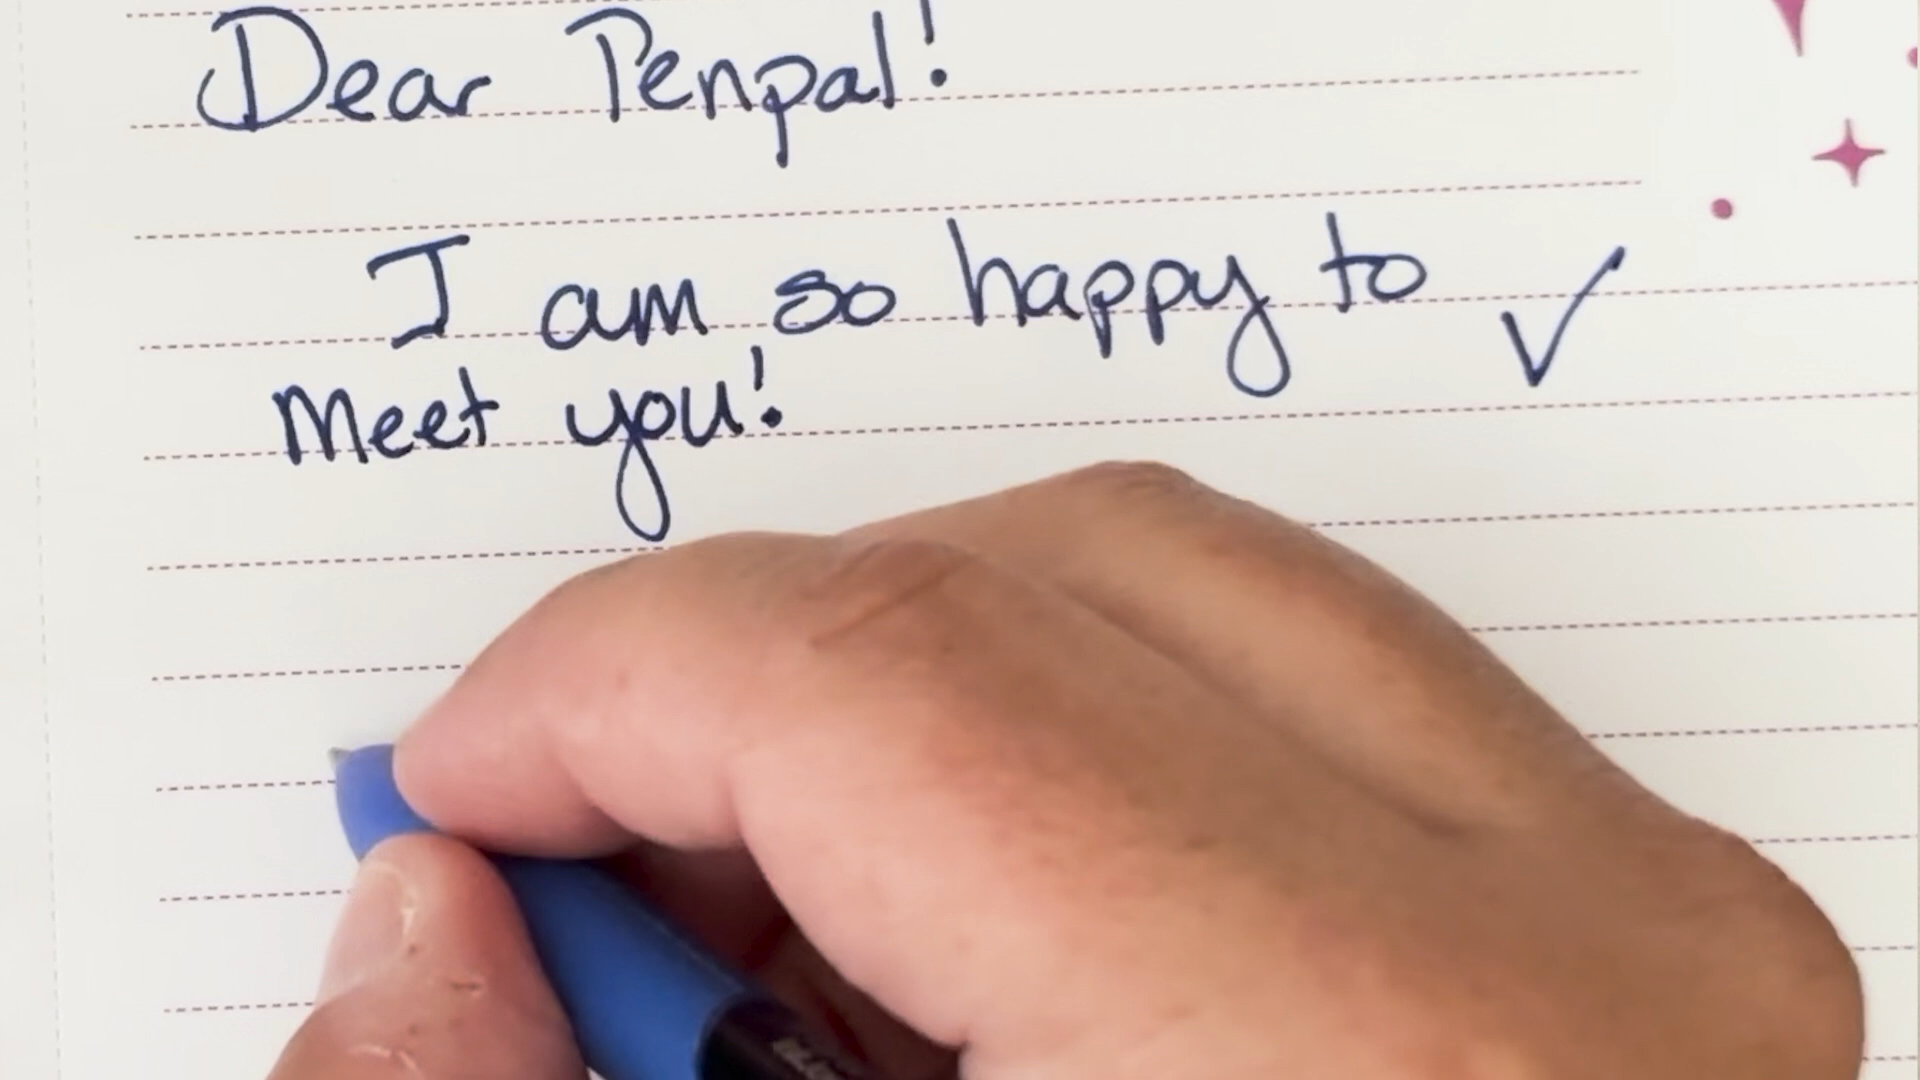 Dear Penpal!
I am so happy to ✓
meet you!